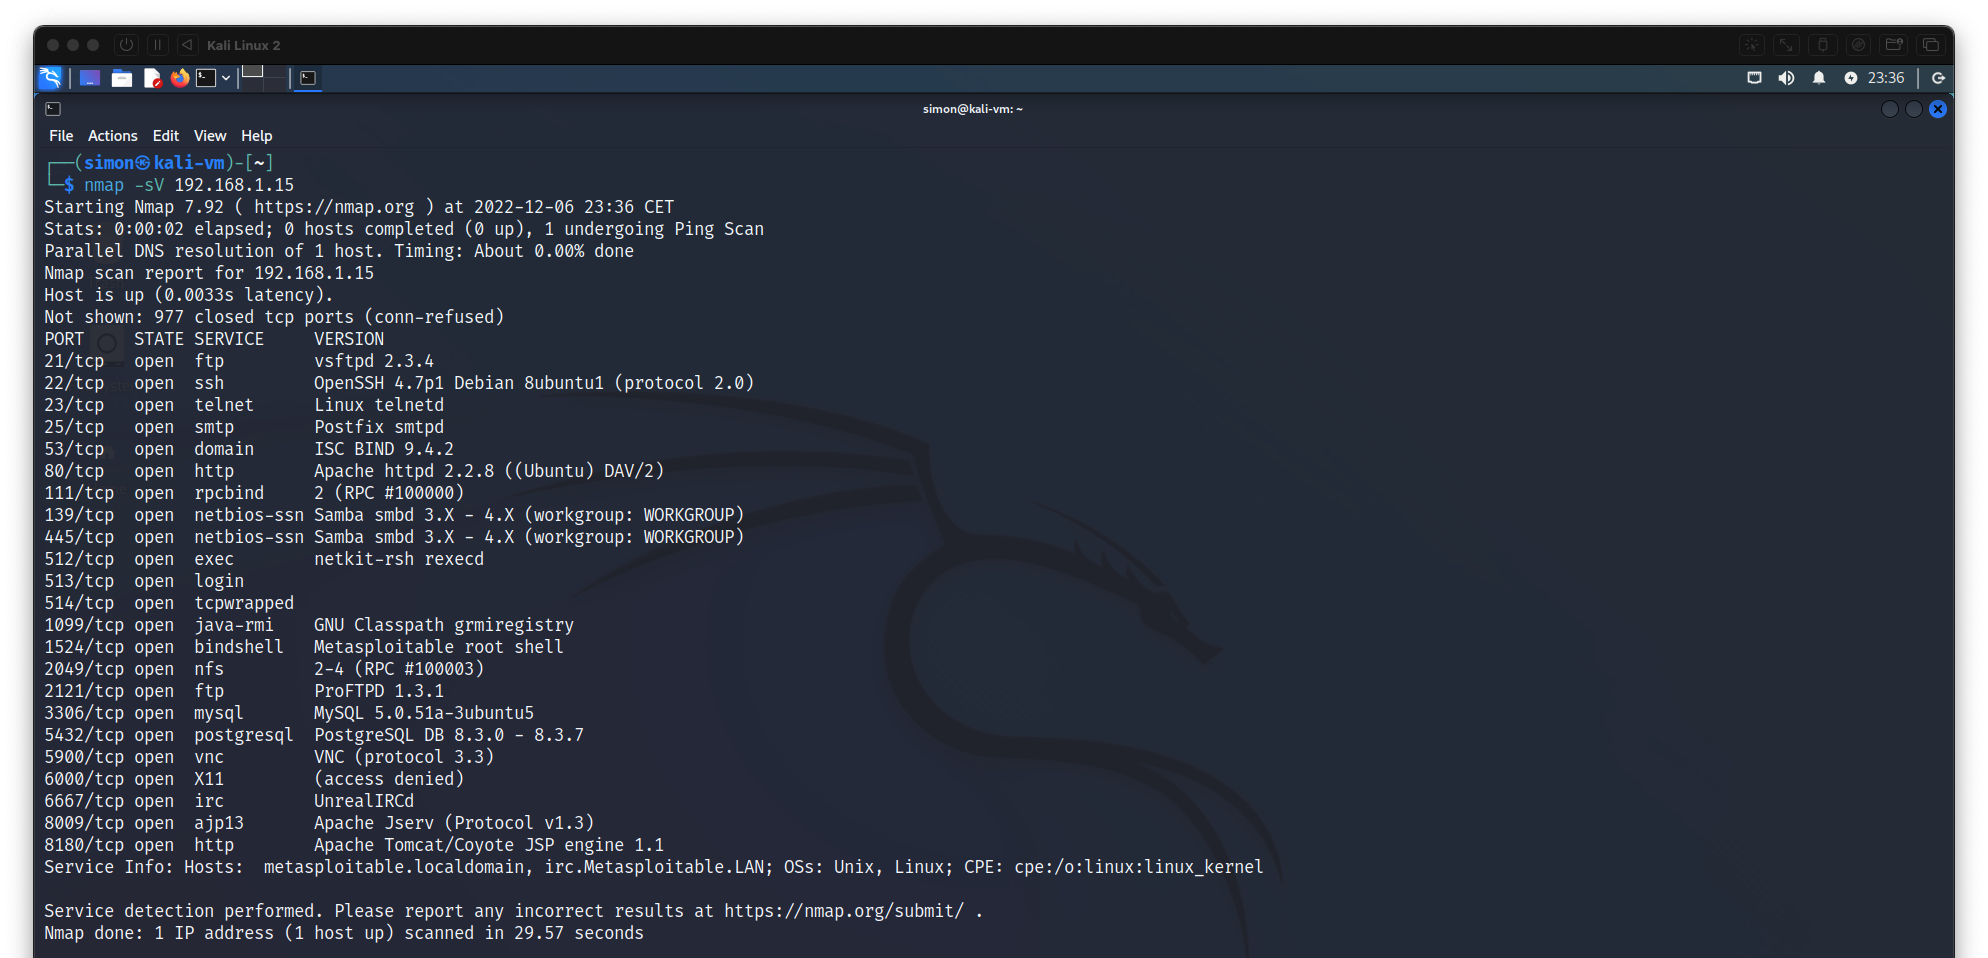 Kali Linux 2
23:36
simon@kali-vm: ~
File Actions Edit View Help
┌──(simon㉿kali-vm)-[~]
└─$ nmap -sV 192.168.1.15
Starting Nmap 7.92 ( https://nmap.org ) at 2022-12-06 23:36 CET
Stats: 0:00:02 elapsed; 0 hosts completed (0 up), 1 undergoing Ping Scan
Parallel DNS resolution of 1 host. Timing: About 0.00% done
Nmap scan report for 192.168.1.15
Host is up (0.0033s latency).
Not shown: 977 closed tcp ports (conn-refused)
PORT     STATE SERVICE     VERSION
21/tcp   open  ftp         vsftpd 2.3.4
22/tcp   open  ssh         OpenSSH 4.7p1 Debian 8ubuntu1 (protocol 2.0)
23/tcp   open  telnet      Linux telnetd
25/tcp   open  smtp        Postfix smtpd
53/tcp   open  domain      ISC BIND 9.4.2
80/tcp   open  http        Apache httpd 2.2.8 ((Ubuntu) DAV/2)
111/tcp  open  rpcbind     2 (RPC #100000)
139/tcp  open  netbios-ssn Samba smbd 3.X - 4.X (workgroup: WORKGROUP)
445/tcp  open  netbios-ssn Samba smbd 3.X - 4.X (workgroup: WORKGROUP)
512/tcp  open  exec        netkit-rsh rexecd
513/tcp  open  login
514/tcp  open  tcpwrapped
1099/tcp open  java-rmi    GNU Classpath grmiregistry
1524/tcp open  bindshell   Metasploitable root shell
2049/tcp open  nfs         2-4 (RPC #100003)
2121/tcp open  ftp         ProFTPD 1.3.1
3306/tcp open  mysql       MySQL 5.0.51a-3ubuntu5
5432/tcp open  postgresql  PostgreSQL DB 8.3.0 - 8.3.7
5900/tcp open  vnc         VNC (protocol 3.3)
6000/tcp open  X11         (access denied)
6667/tcp open  irc         UnrealIRCd
8009/tcp open  ajp13       Apache Jserv (Protocol v1.3)
8180/tcp open  http        Apache Tomcat/Coyote JSP engine 1.1
Service Info: Hosts:  metasploitable.localdomain, irc.Metasploitable.LAN; OSs: Unix, Linux; CPE: cpe:/o:linux:linux_kernel
Service detection performed. Please report any incorrect results at https://nmap.org/submit/ .
Nmap done: 1 IP address (1 host up) scanned in 29.57 seconds